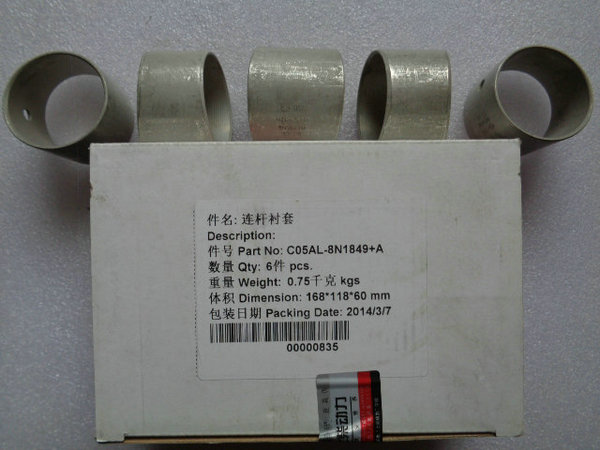 件名: 连杆衬套
Description:
件号 Part No: C05AL-8N1849+A
数量 Qty: 6件 pcs.
重量 Weight: 0.75千克 kgs
体积 Dimension: 168*118*60 mm
包装日期 Packing Date: 2014/3/7
00000835
动力